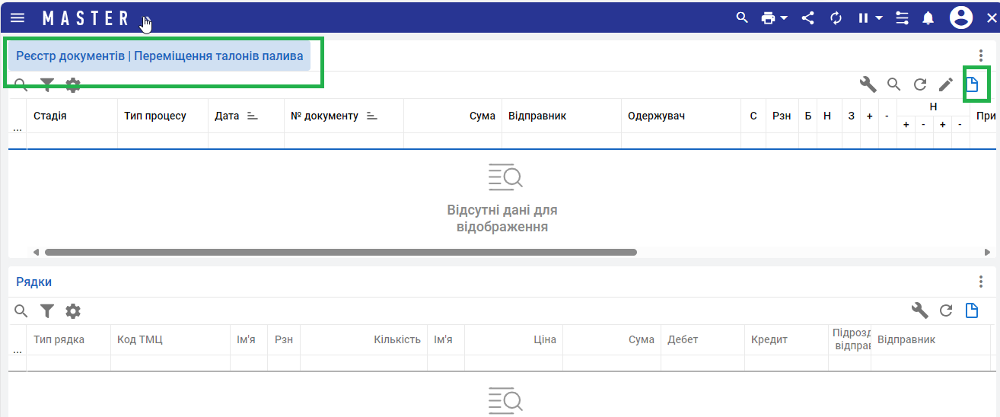 MASTER
Реєстр документів | Переміщення талонів палива
Н
... Стадія Тип процесу Дата № документу Сума Відправник Одержувач С Рзн Б Н З + - При
+ - + -
Відсутні дані для
відображення
Рядки
... Тип рядка Код ТМЦ Ім'я Рзн Кількість Ім'я Ціна Сума Дебет Кредит Підрозд Відправник
відправ